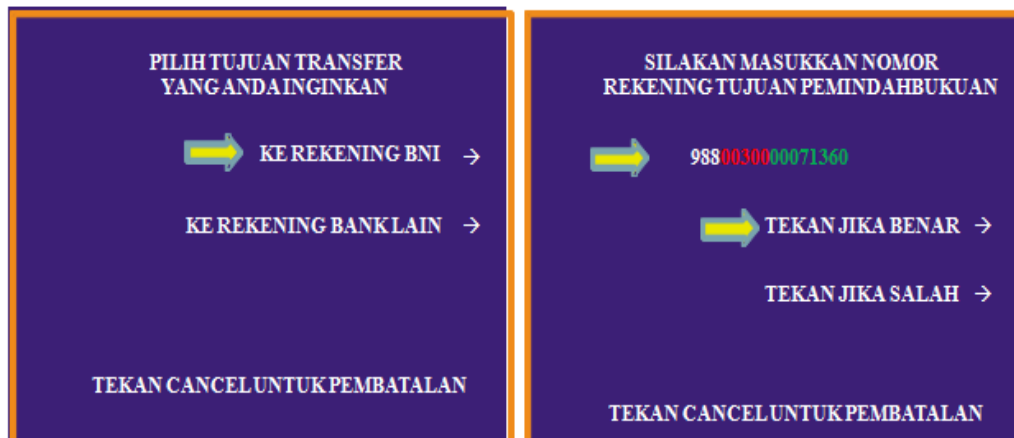 PILIH TUJUAN TRANSFER
YANG ANDA INGINKAN
KE REKENING BNI →
KE REKENING BANK LAIN →
TEKAN CANCEL UNTUK PEMBATALAN
SILAKAN MASUKKAN NOMOR
REKENING TUJUAN PEMINDAHBUKUAN
9880030000071360
TEKAN JIKA BENAR →
TEKAN JIKA SALAH →
TEKAN CANCEL UNTUK PEMBATALAN